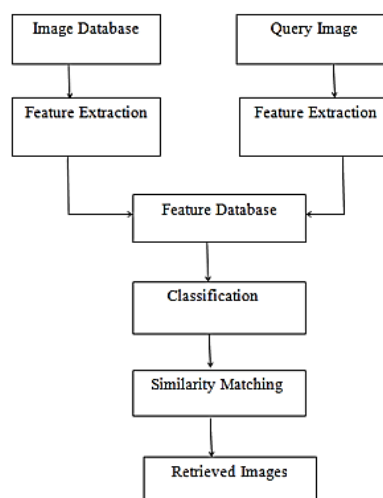 Image Database
Query Image
Feature Extraction
Feature Extraction
Feature Database
Classification
Similarity Matching
Retrieved Images